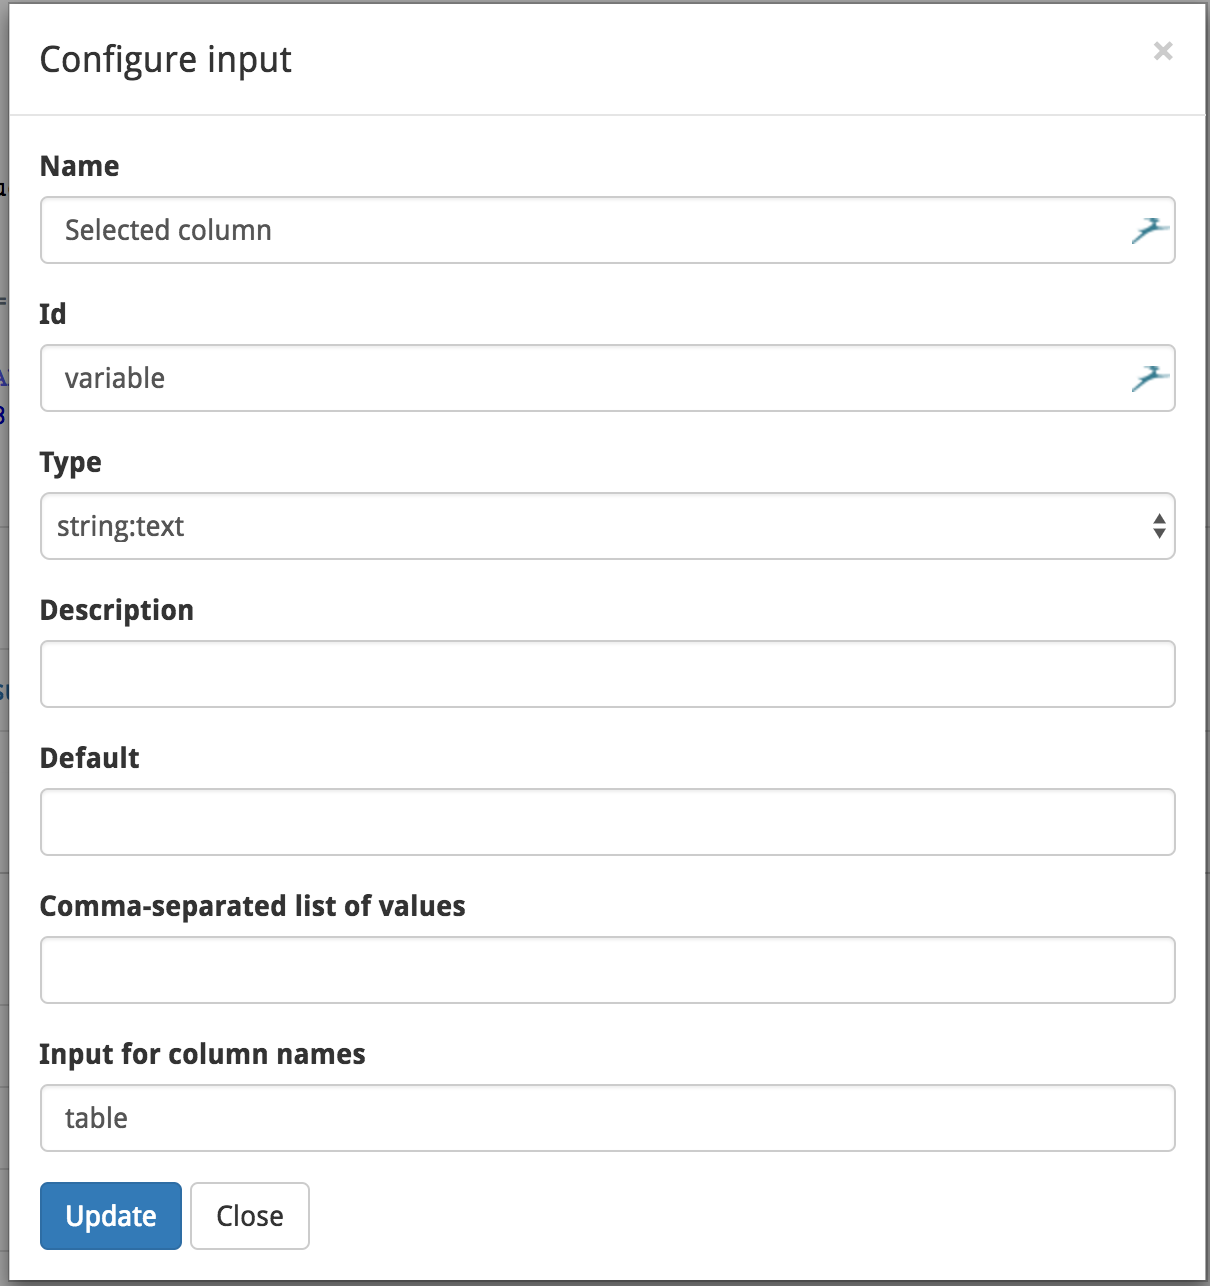 Configure input
×
Name
Selected column
Id
variable
Type
string:text
Description
Default
Comma-separated list of values
Input for column names
table
Update Close